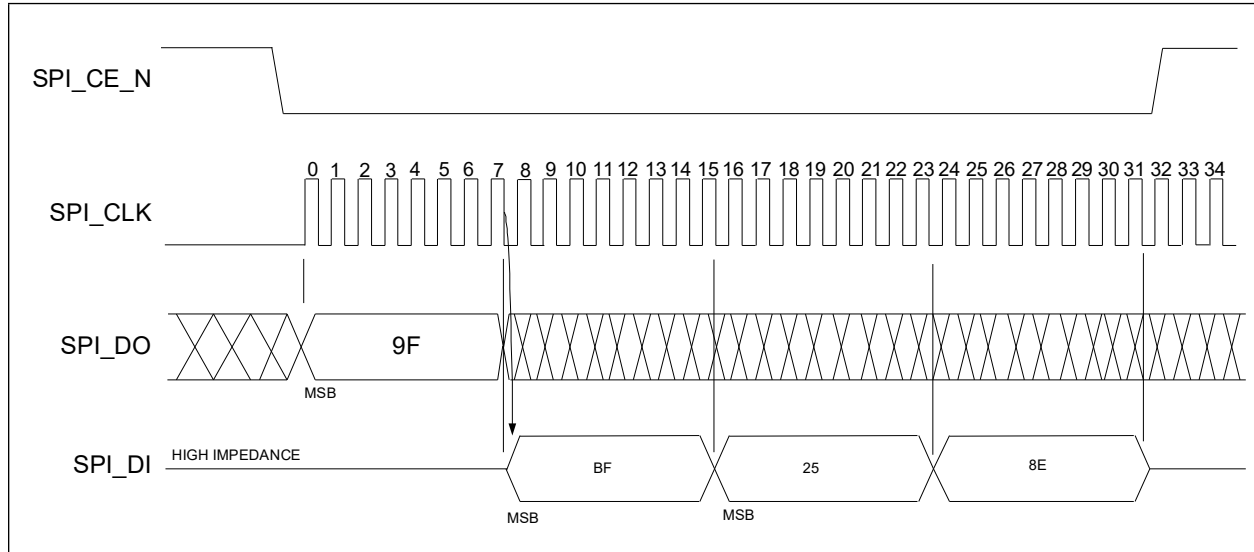 SPI_CE_N
0 1 2 3 4 5 6 7 8 9 10 11 12 13 14 15 16 17 18 19 20 21 22 23 24 25 26 27 28 29 30 31 32 33 34
SPI_CLK
SPI_DO
9F
MSB
HIGH IMPEDANCE
SPI_DI
BF 25 8E
MSB MSB